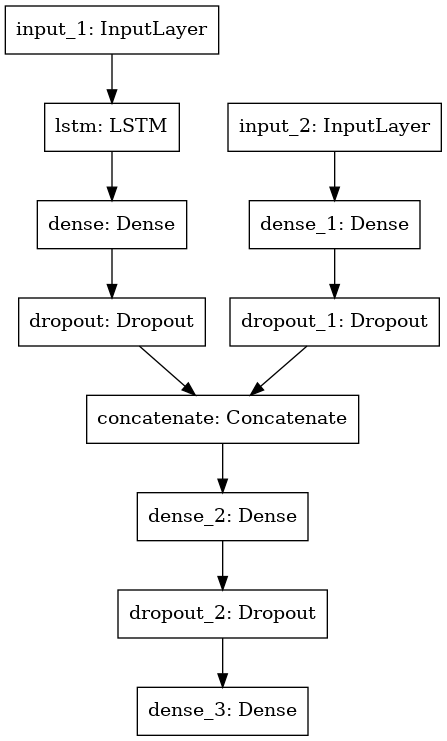 input_1: InputLayer
lstm: LSTM
input_2: InputLayer
dense: Dense
dense_1: Dense
dropout: Dropout
dropout_1: Dropout
concatenate: Concatenate
dense_2: Dense
dropout_2: Dropout
dense_3: Dense